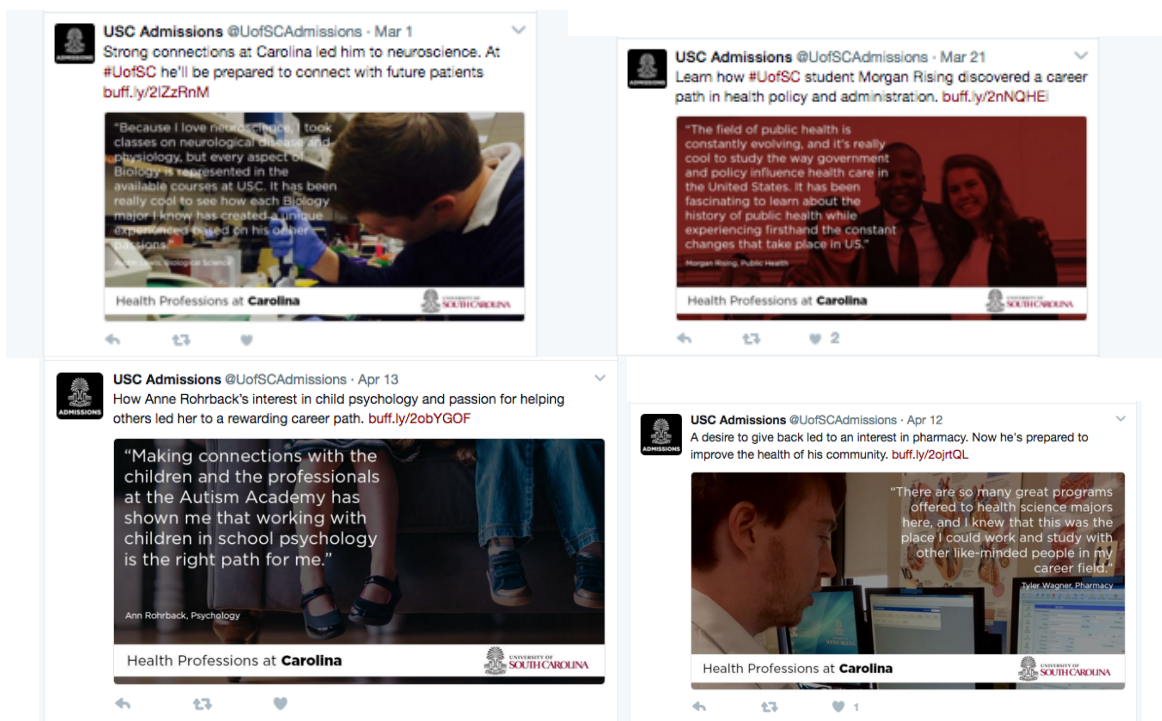 USC Admissions @UofSCAdmissions · Mar 1
Strong connections at Carolina led him to neuroscience. At
#UofSC he'll be prepared to connect with future patients
buff.ly/2lZzRnM
"Because I love neuroscience, I took
classes on neurological disease and
physiology, but every aspect of
Biology is represented in the
available courses at USC. It has been
really cool to see how each Biology
major I know has created a unique
experienced based on his other
passions."
Lewis, Biological Science
Health Professions at Carolina
UNIVERSITY OF
SOUTH CAROLINA
ADMISSIONS
USC Admissions @UofSCAdmissions · Mar 21
Learn how #UofSC student Morgan Rising discovered a career
path in health policy and administration. buff.ly/2nNQHEi
"The field of public health is
constantly evolving, and it's really
cool to study the way government
and policy influence health care in
the United States. It has been
fascinating to learn about the
history of public health while
experiencing firsthand the constant
changes that take place in US."
Morgan Rising, Public Health
Health Professions at Carolina
UNIVERSITY OF
SOUTH CAROLINA
2
ADMISSIONS
USC Admissions @UofSCAdmissions · Apr 13
How Anne Rohrback's interest in child psychology and passion for helping
others led her to a rewarding career path. buff.ly/2obYGOF
ADMISSIONS
"Making connections with the
children and the professionals
at the Autism Academy has
shown me that working with
children in school psychology
is the right path for me."
Ann Rohrback, Psychology
Health Professions at Carolina
UNIVERSITY OF
SOUTH CAROLINA
USC Admissions @UofSCAdmissions · Apr 12
A desire to give back led to an interest in pharmacy. Now he's prepared to
improve the health of his community. buff.ly/2ojrtQL
ADMISSIONS
"There are so many great programs
offered to health science majors
here, and I knew that this was the
place I could work and study with
other like-minded people in my
career field."
Tyler Wagner, Pharmacy
Health Professions at Carolina
UNIVERSITY OF
SOUTH CAROLINA
1